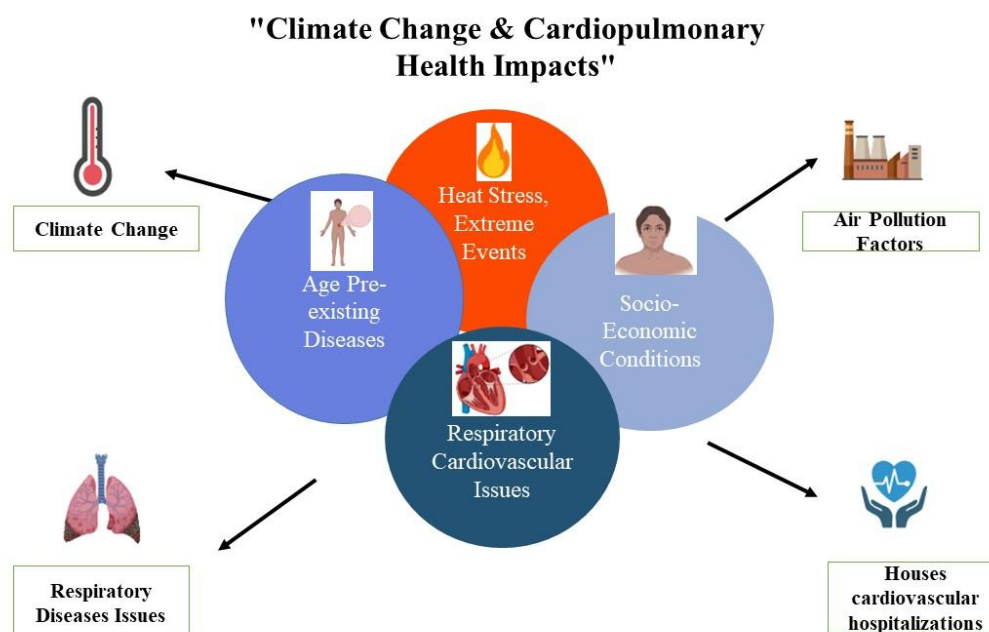 "Climate Change & Cardiopulmonary
Health Impacts"
Heat Stress,
Extreme
Events
Climate Change
Air Pollution
Factors
Age Pre-
existing
Diseases
Socio-
Economic
Conditions
Respiratory
Cardiovascular
Issues
Respiratory
Diseases Issues
Houses
cardiovascular
hospitalizations